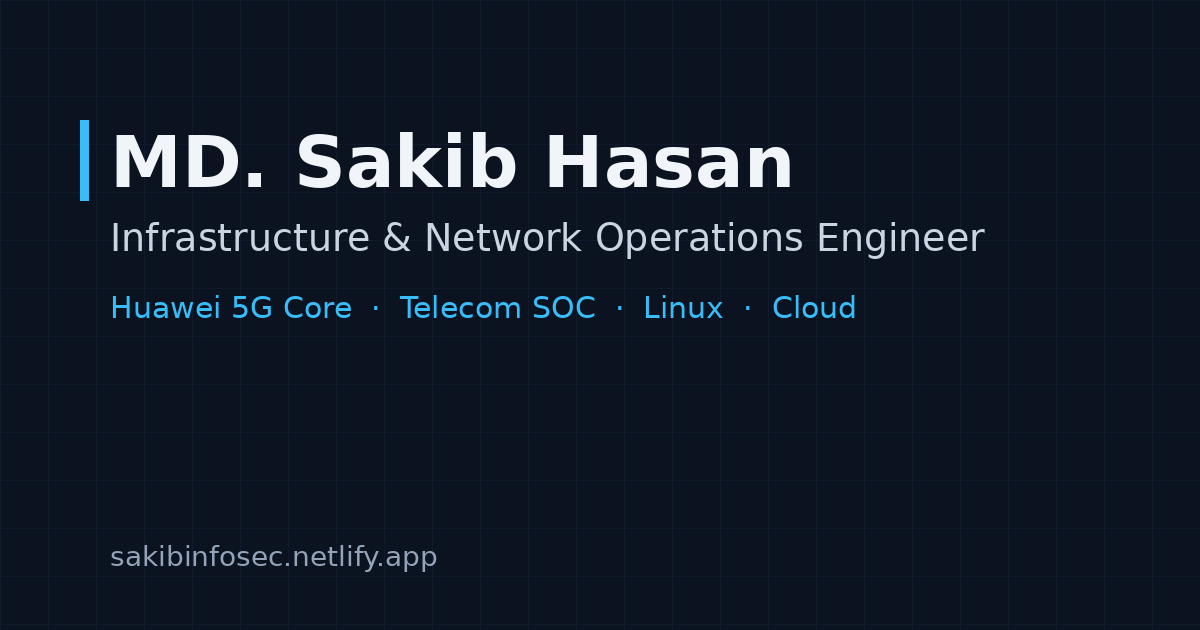 MD. Sakib Hasan
Infrastructure & Network Operations Engineer
Huawei 5G Core · Telecom SOC · Linux · Cloud
sakibinfosec.netlify.app